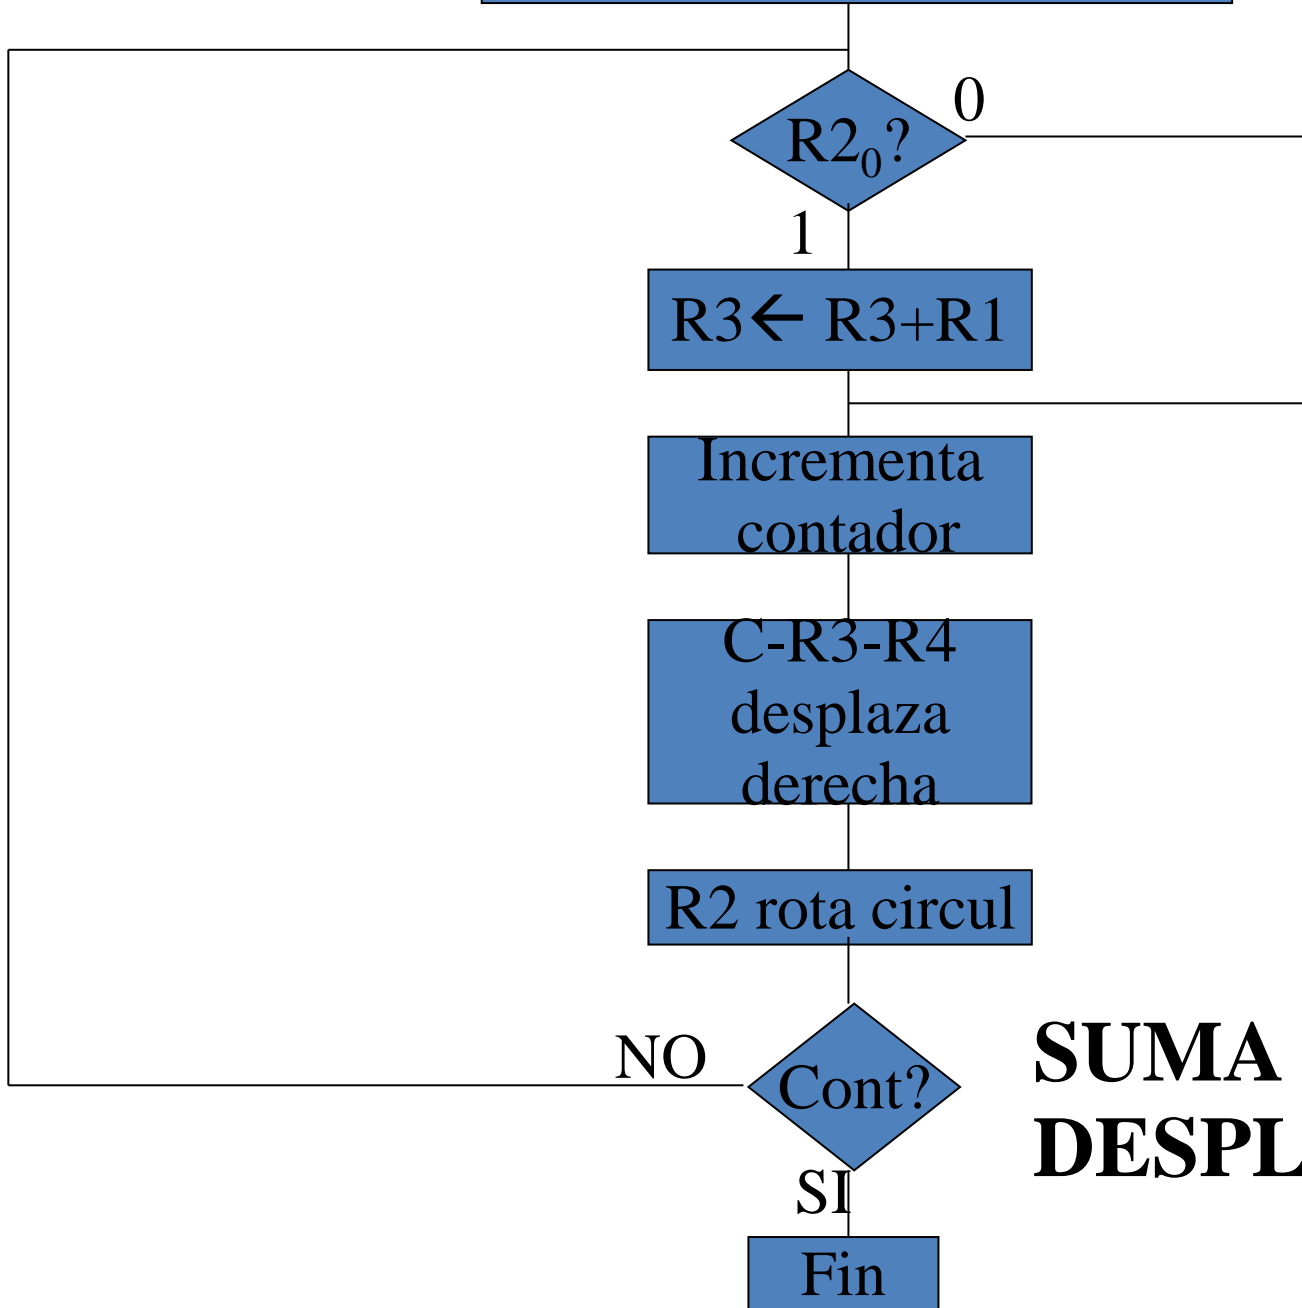 0
R2₀?
1
R3← R3+R1
Incrementa
contador
C-R3-R4
desplaza
derecha
R2 rota circul
NO
Cont?
SUMA
DESPL
SI
Fin